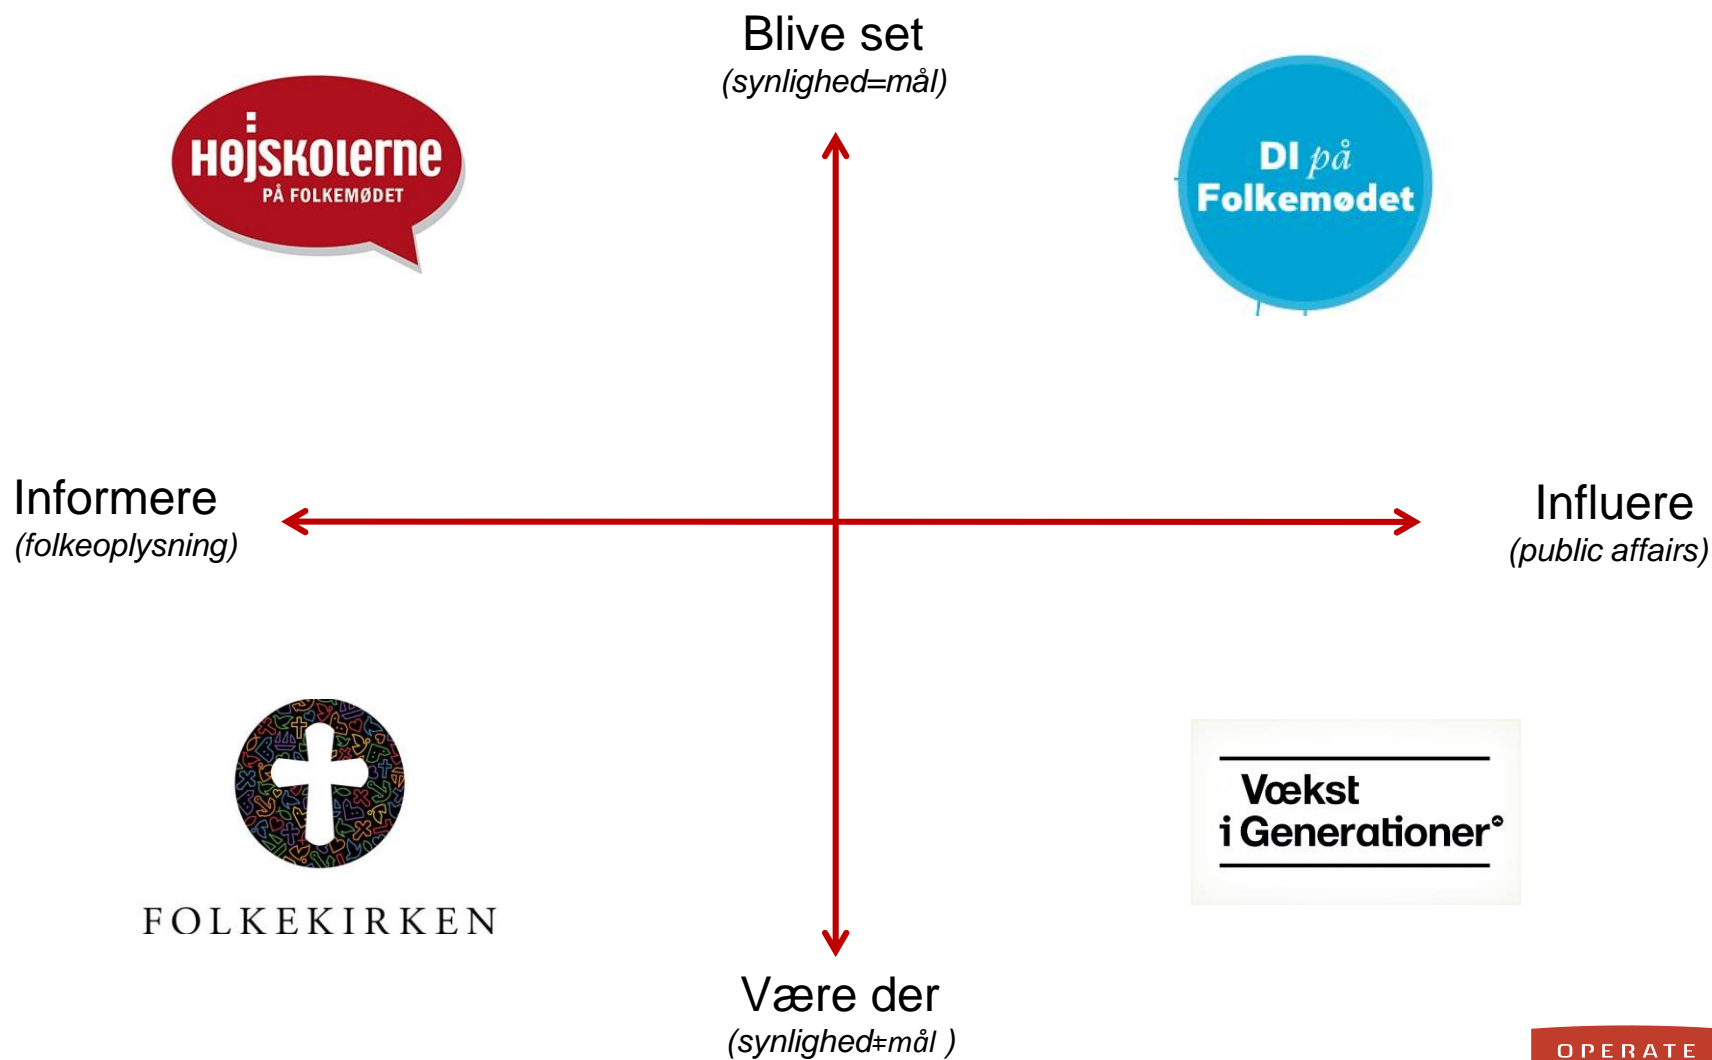 Blive set
(synlighed=mål)
HØJSKOLerne
PÅ FOLKEMØDET
DI på
Folkemødet
Informere
(folkeoplysning)
Influere
(public affairs)
FOLKEKIRKEN
Vækst
i Generationer
Være der
(synlighed≠mål )
OPERATE